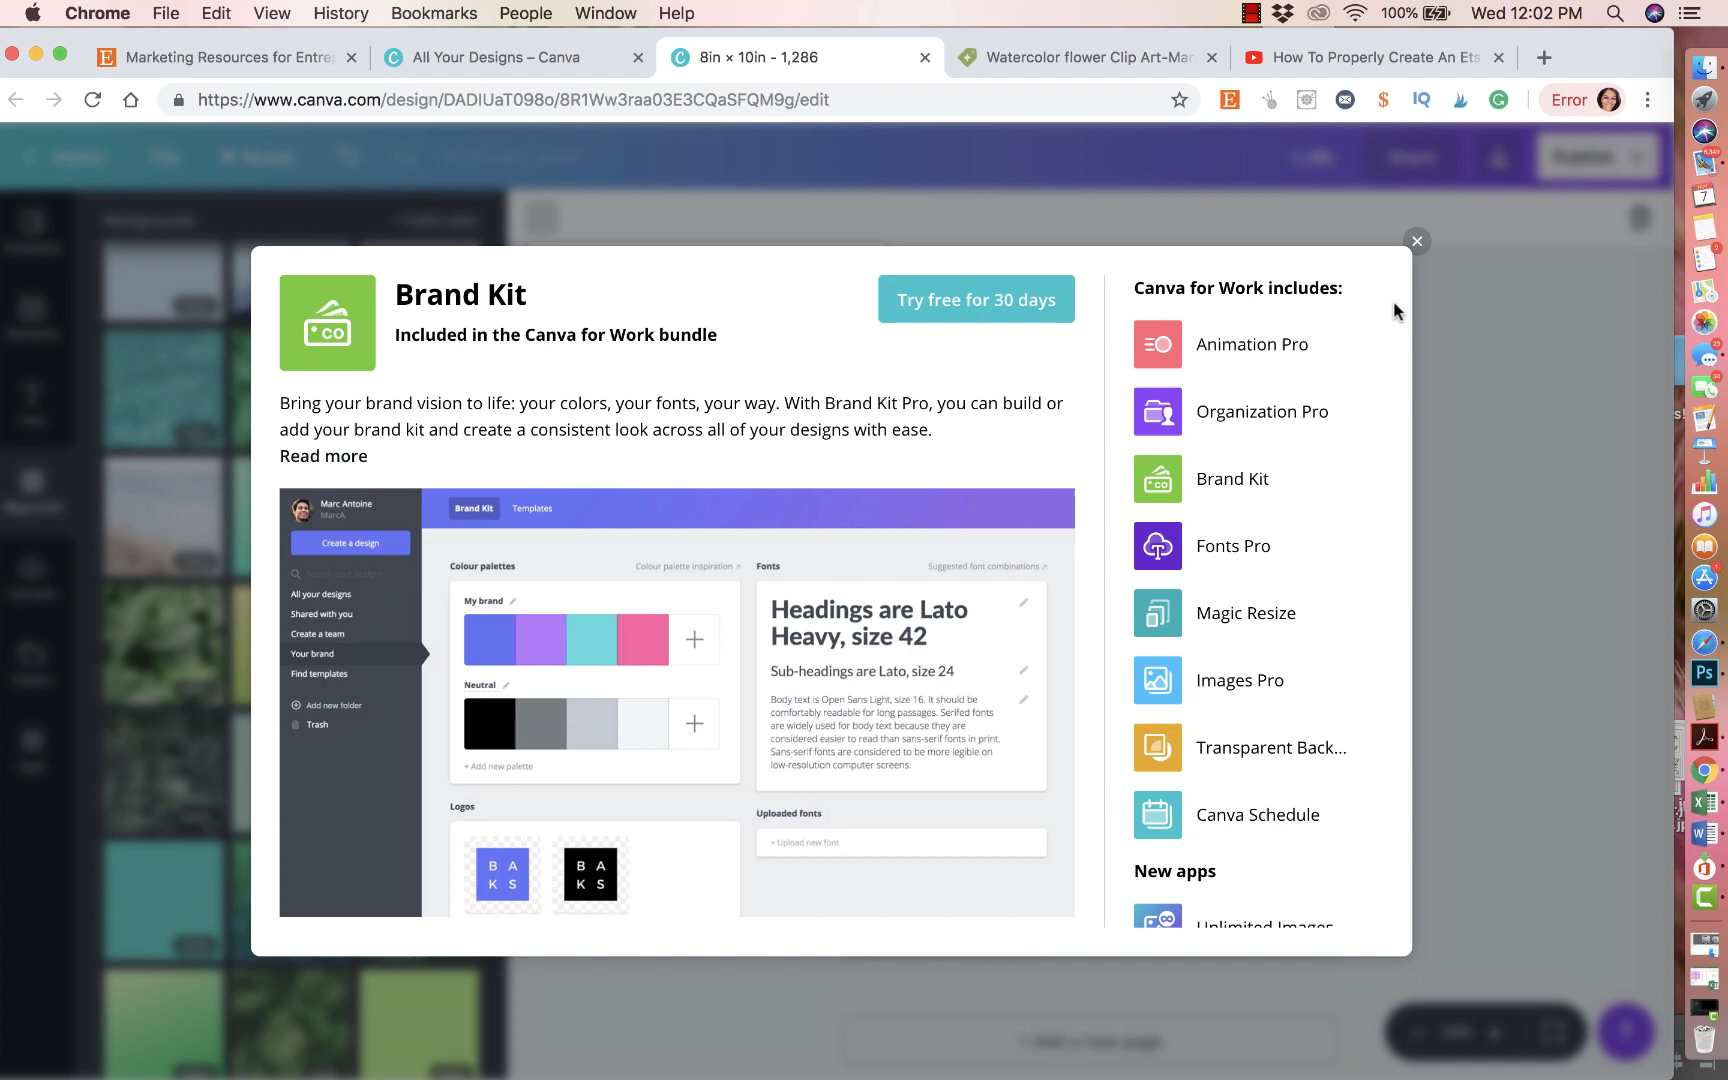 Chrome File Edit View History Bookmarks People Window Help
100% Wed 12:02 PM
Marketing Resources for Entre
All Your Designs – Canva
8in × 10in - 1,286
Watercolor flower Clip Art-Mar
How To Properly Create An Ets
https://www.canva.com/design/DADIUaT098o/8R1Ww3raa03E3CQaSFQM9g/edit
IQ
Error
Brand Kit
Included in the Canva for Work bundle
Try free for 30 days
CO
Bring your brand vision to life: your colors, your fonts, your way. With Brand Kit Pro, you can build or
add your brand kit and create a consistent look across all of your designs with ease.
Read more
Marc Antoine
MarcA
Create a design
Search your designs
All your designs
Shared with you
Create a team
Your brand
Find templates
Add new folder
Trash
Brand Kit Templates
Colour palettes
Colour palette inspiration
My brand
Neutral
+ Add new palette
Logos
B A
K S
B A
K S
Fonts
Suggested font combinations
Headings are Lato
Heavy, size 42
Sub-headings are Lato, size 24
Body text is Open Sans Light, size 16. It should be
comfortably readable for long passages. Serifed fonts
are widely used for body text because they are
considered easier to read than sans-serif fonts in print.
Sans-serif fonts are considered to be more legible on
low-resolution computer screens.
Uploaded fonts
+ Upload new font
Canva for Work includes:
Animation Pro
Organization Pro
Brand Kit
Fonts Pro
Magic Resize
Images Pro
Transparent Back...
Canva Schedule
New apps
Unlimited Images
Ps